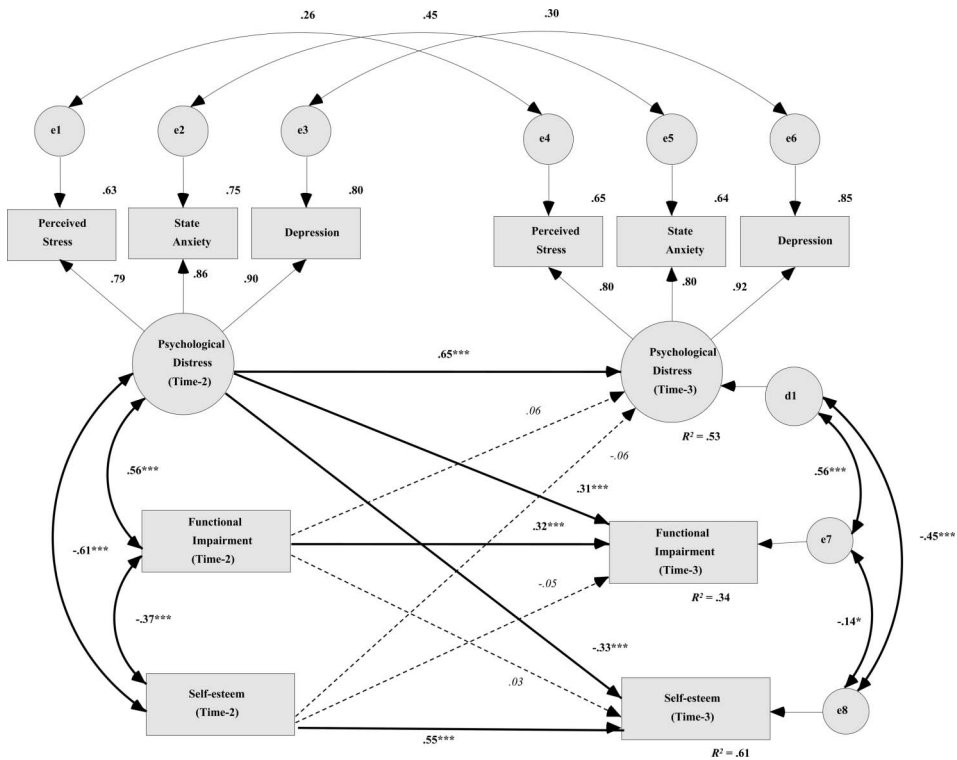 .26
.45
.30
e1
e2
e3
e4
e5
e6
.63
.75
.80
.65
.64
.85
Perceived
Stress
State
Anxiety
Depression
Perceived
Stress
State
Anxiety
Depression
.79
.86
.90
.80
.80
.92
Psychological
Distress
(Time-2)
Psychological
Distress
(Time-3)
.65***
d1
.06
R² = .53
-.06
.56***
.56***
.31***
Functional
Impairment
(Time-2)
.32***
Functional
Impairment
(Time-3)
e7
-.61***
-.45***
-.05
R² = .34
-.37***
-.14*
-.33***
.03
Self-esteem
(Time-2)
Self-esteem
(Time-3)
e8
.55***
R² = .61